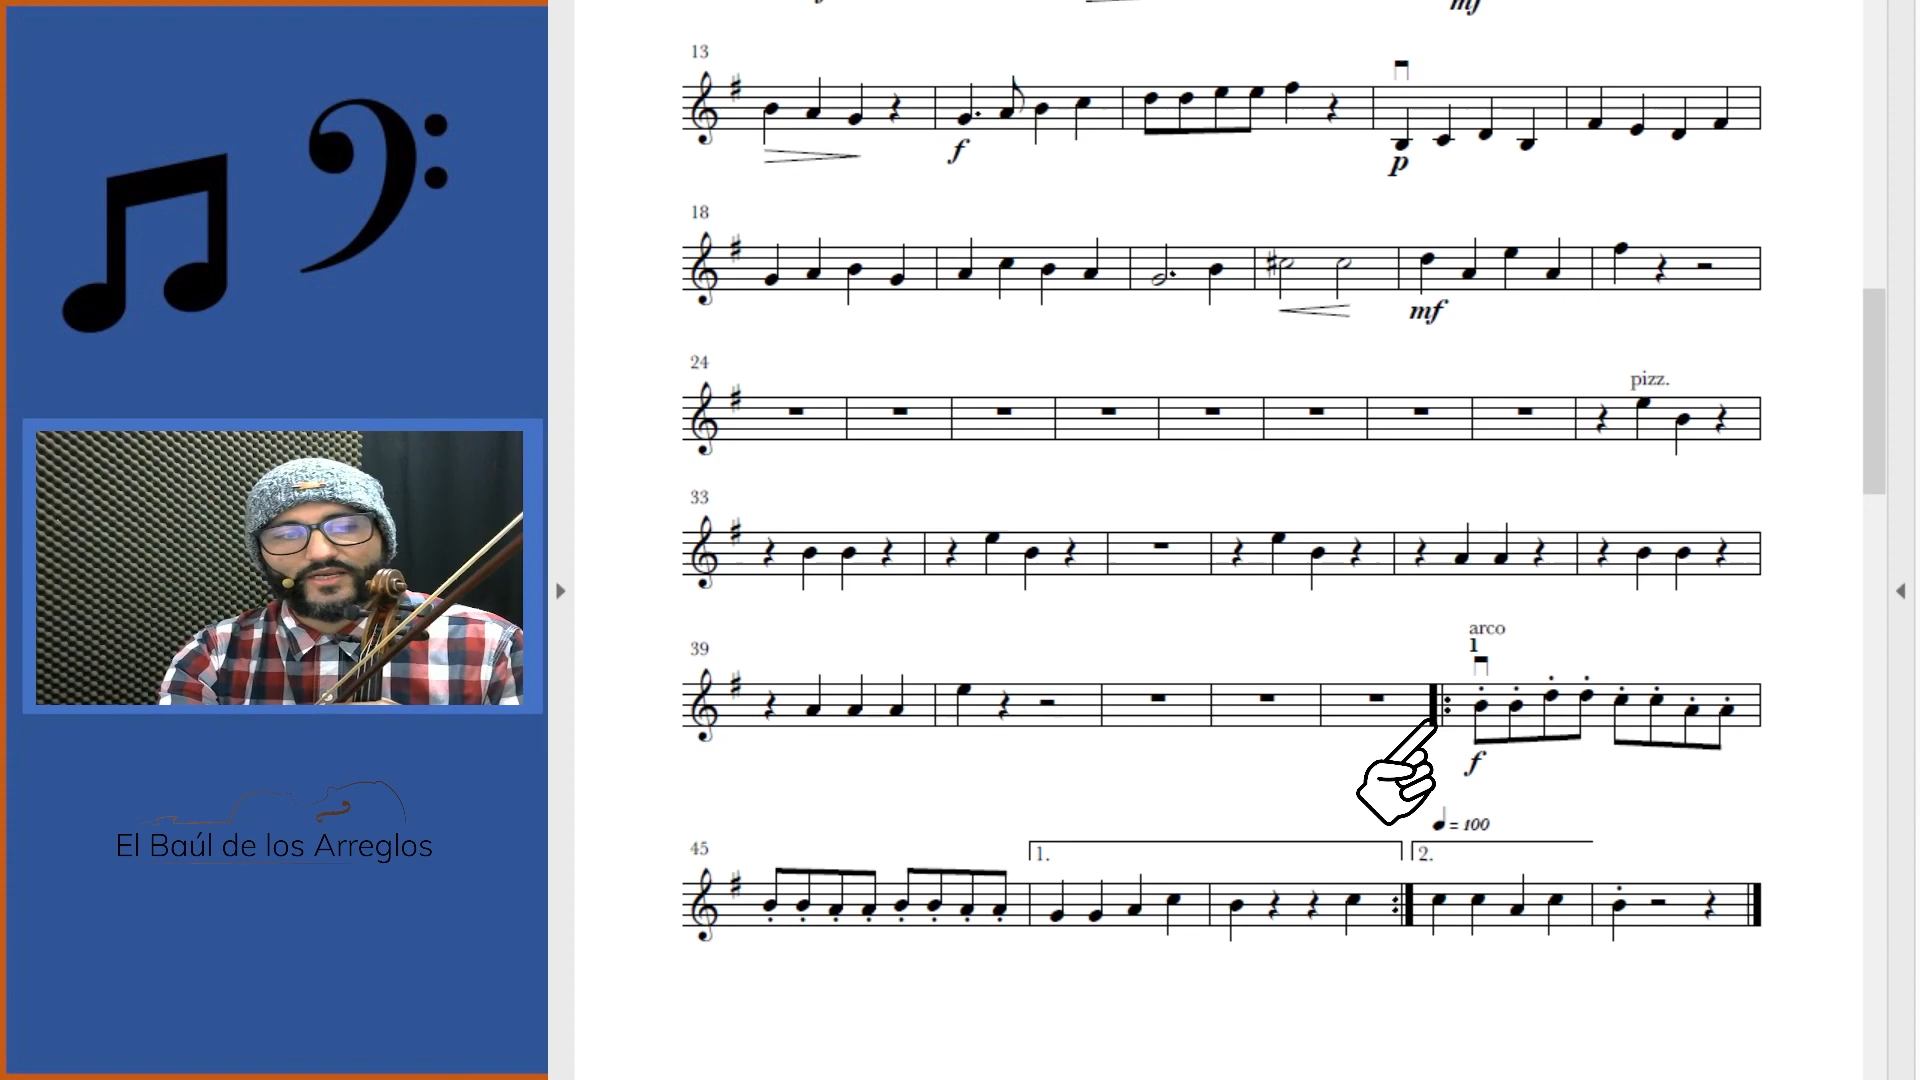 mf
13
f
p
18
mf
24
pizz.
33
39
arco
1
f
45
1.
2.
= 100
El Baúl de los Arreglos